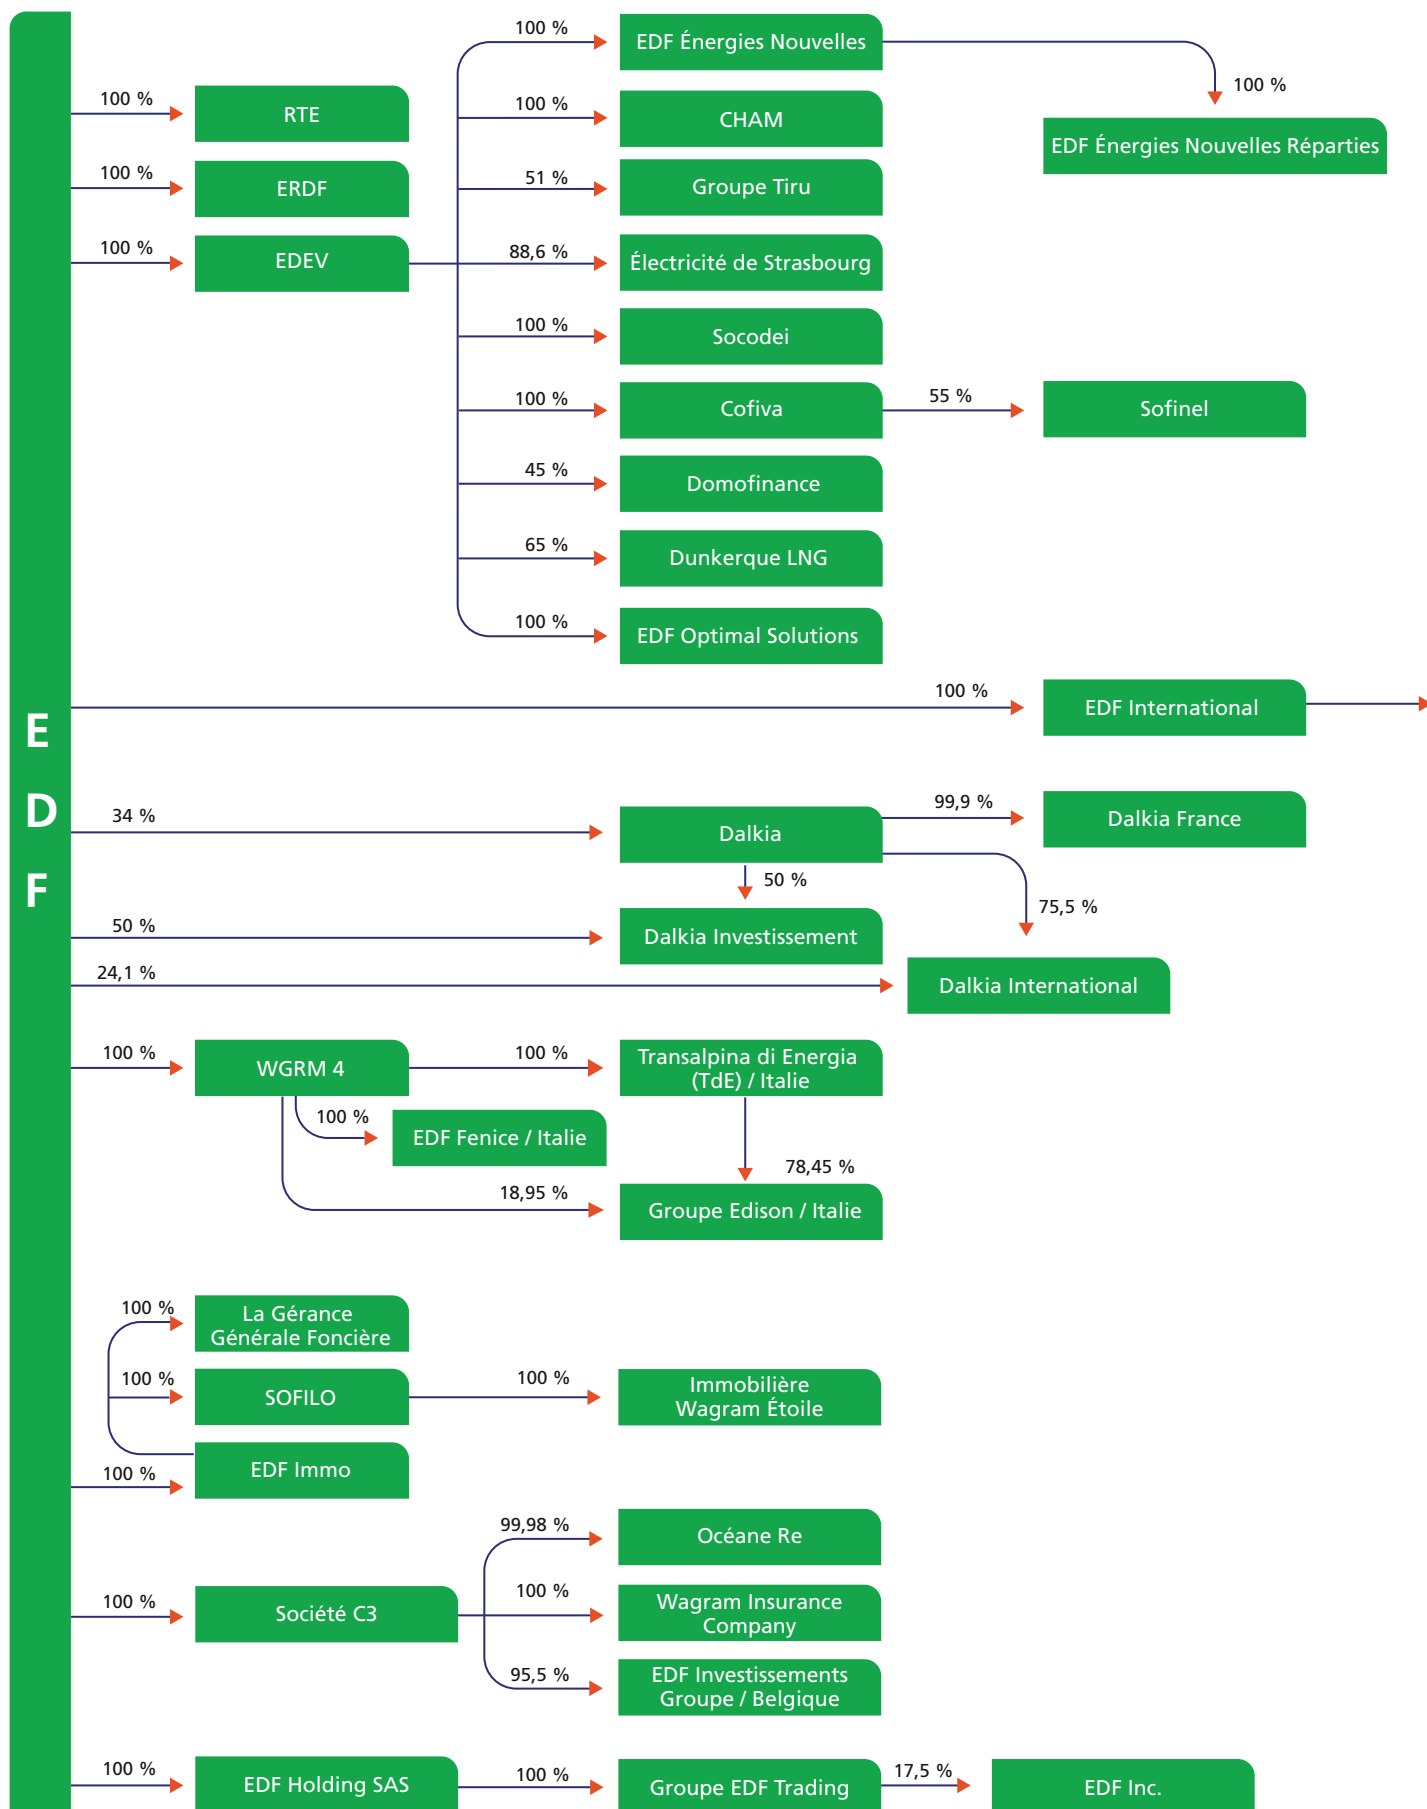 100 %
EDF Énergies Nouvelles
100 %
EDF Énergies Nouvelles Réparties
100 %
RTE
100 %
CHAM
100 %
ERDF
51 %
Groupe Tiru
100 %
EDEV
88,6 %
Électricité de Strasbourg
100 %
Socodei
100 %
Cofiva
55 %
Sofinel
45 %
Domofinance
65 %
Dunkerque LNG
100 %
EDF Optimal Solutions
E
D
F
100 %
EDF International
34 %
Dalkia
99,9 %
Dalkia France
50 %
75,5 %
50 %
Dalkia Investissement
24,1 %
Dalkia International
100 %
WGRM 4
100 %
Transalpina di Energia
(TdE) / Italie
100 %
EDF Fenice / Italie
78,45 %
18,95 %
Groupe Edison / Italie
100 %
La Gérance
Générale Foncière
100 %
SOFILO
100 %
Immobilière
Wagram Étoile
100 %
EDF Immo
99,98 %
Océane Re
100 %
Société C3
100 %
Wagram Insurance
Company
95,5 %
EDF Investissements
Groupe / Belgique
100 %
EDF Holding SAS
100 %
Groupe EDF Trading
17,5 %
EDF Inc.